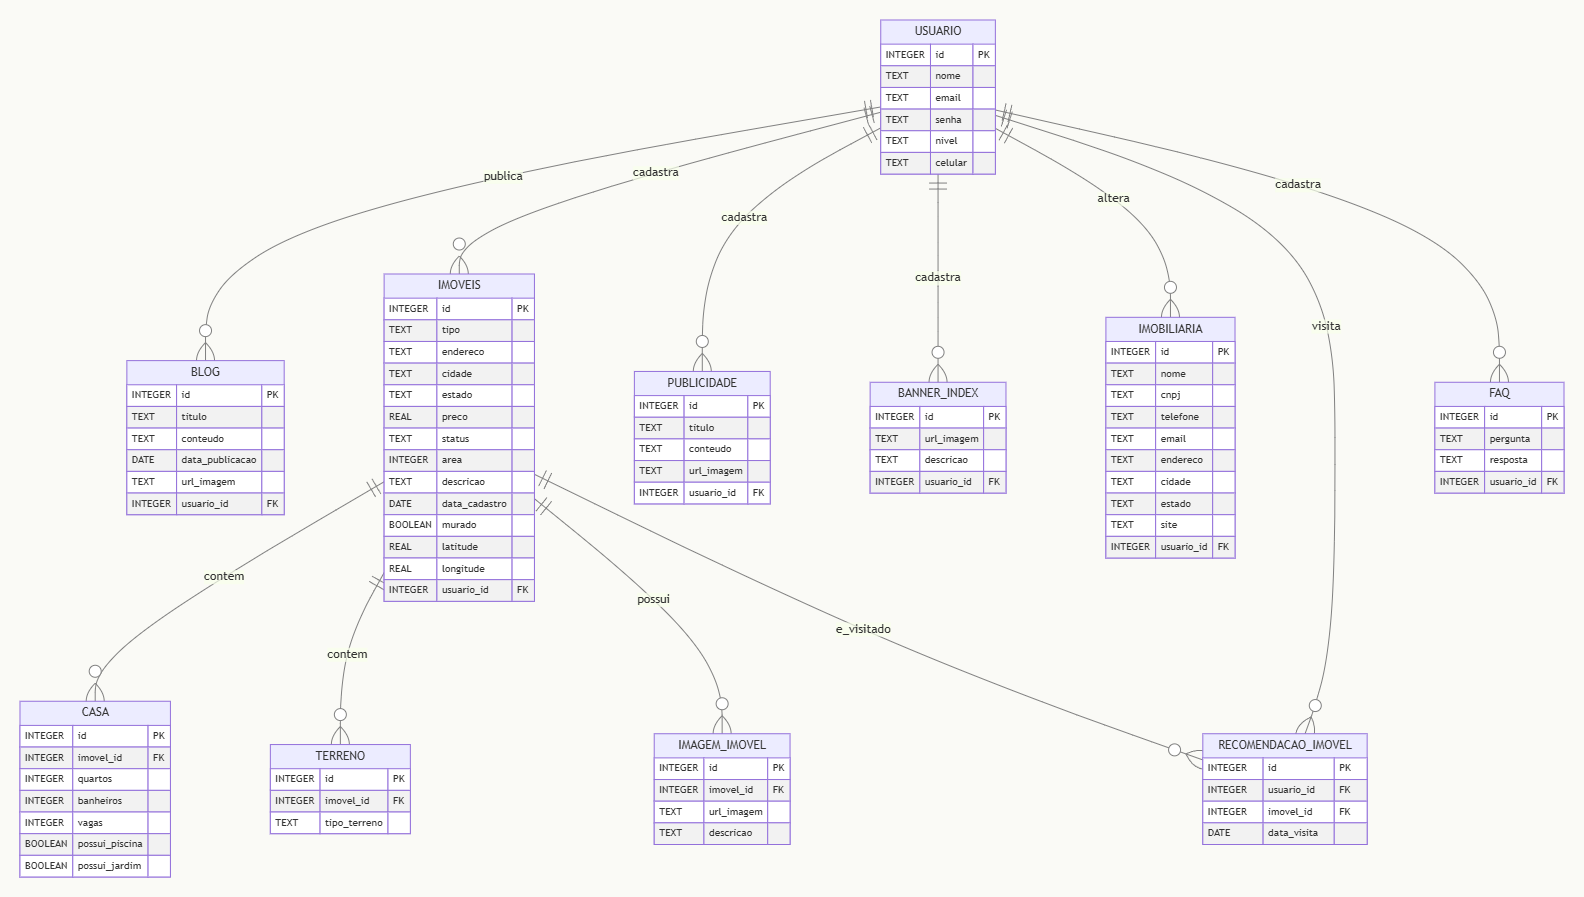 USUARIO
INTEGER id PK
TEXT nome
TEXT email
TEXT senha
TEXT nivel
TEXT celular
publica
cadastra
cadastra
cadastra
altera
visita
cadastra
BLOG
INTEGER id PK
TEXT titulo
TEXT conteudo
DATE data_publicacao
TEXT url_imagem
INTEGER usuario_id FK
IMOVEIS
INTEGER id PK
TEXT tipo
TEXT endereco
TEXT cidade
TEXT estado
REAL preco
TEXT status
INTEGER area
TEXT descricao
DATE data_cadastro
BOOLEAN murado
REAL latitude
REAL longitude
INTEGER usuario_id FK
PUBLICIDADE
INTEGER id PK
TEXT titulo
TEXT conteudo
TEXT url_imagem
INTEGER usuario_id FK
BANNER_INDEX
INTEGER id PK
TEXT url_imagem
TEXT descricao
INTEGER usuario_id FK
IMOBILIARIA
INTEGER id PK
TEXT nome
TEXT cnpj
TEXT telefone
TEXT email
TEXT endereco
TEXT cidade
TEXT estado
TEXT site
INTEGER usuario_id FK
FAQ
INTEGER id PK
TEXT pergunta
TEXT resposta
INTEGER usuario_id FK
contem
contem
possui
e_visitado
CASA
INTEGER id PK
INTEGER imovel_id FK
INTEGER quartos
INTEGER banheiros
INTEGER vagas
BOOLEAN possui_piscina
BOOLEAN possui_jardim
TERRENO
INTEGER id PK
INTEGER imovel_id FK
TEXT tipo_terreno
IMAGEM_IMOVEL
INTEGER id PK
INTEGER imovel_id FK
TEXT url_imagem
TEXT descricao
RECOMENDACAO_IMOVEL
INTEGER id PK
INTEGER usuario_id FK
INTEGER imovel_id FK
DATE data_visita